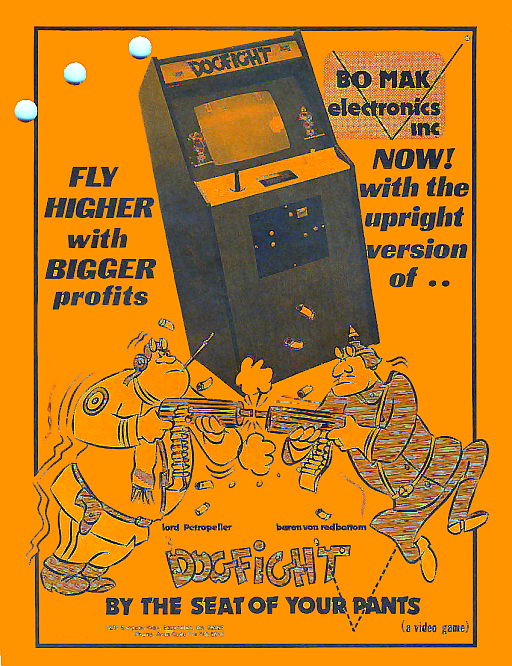 DOGFIGHT
BO MAK
electronics
inc
FLY
HIGHER
with
BIGGER
profits
NOW!
with the
upright
version
of ..
lord Petropeller
baron von redbottom
DOGFIGHT
BY THE SEAT OF YOUR PANTS
(a video game)